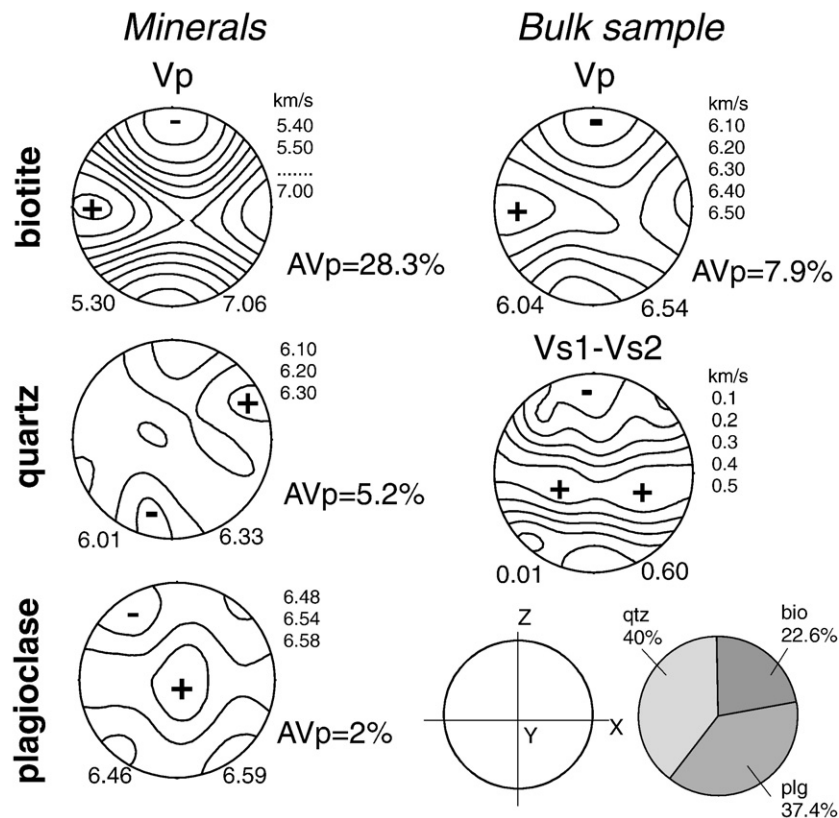 Minerals
Bulk sample
Vp
Vp
biotite
km/s
5.40
5.50
.......
7.00
-
+
AVp=28.3%
5.30
7.06
km/s
6.10
6.20
6.30
6.40
6.50
-
+
AVp=7.9%
6.04
6.54
quartz
6.10
6.20
6.30
+
-
AVp=5.2%
6.01
6.33
Vs1-Vs2
km/s
0.1
0.2
0.3
0.4
0.5
-
+
+
0.01
0.60
plagioclase
6.48
6.54
6.58
-
+
AVp=2%
6.46
6.59
Z
Y
X
qtz
40%
bio
22.6%
plg
37.4%